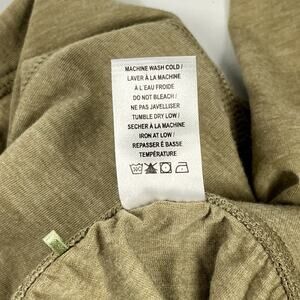 MACHINE WASH COLD /
LAVER À LA MACHINE
À L'EAU FROIDE
DO NOT BLEACH /
NE PAS JAVELLISER
TUMBLE DRY LOW /
SECHER À LA MACHINE
IRON AT LOW /
REPASSER È BASSE
TEMPÉRATURE